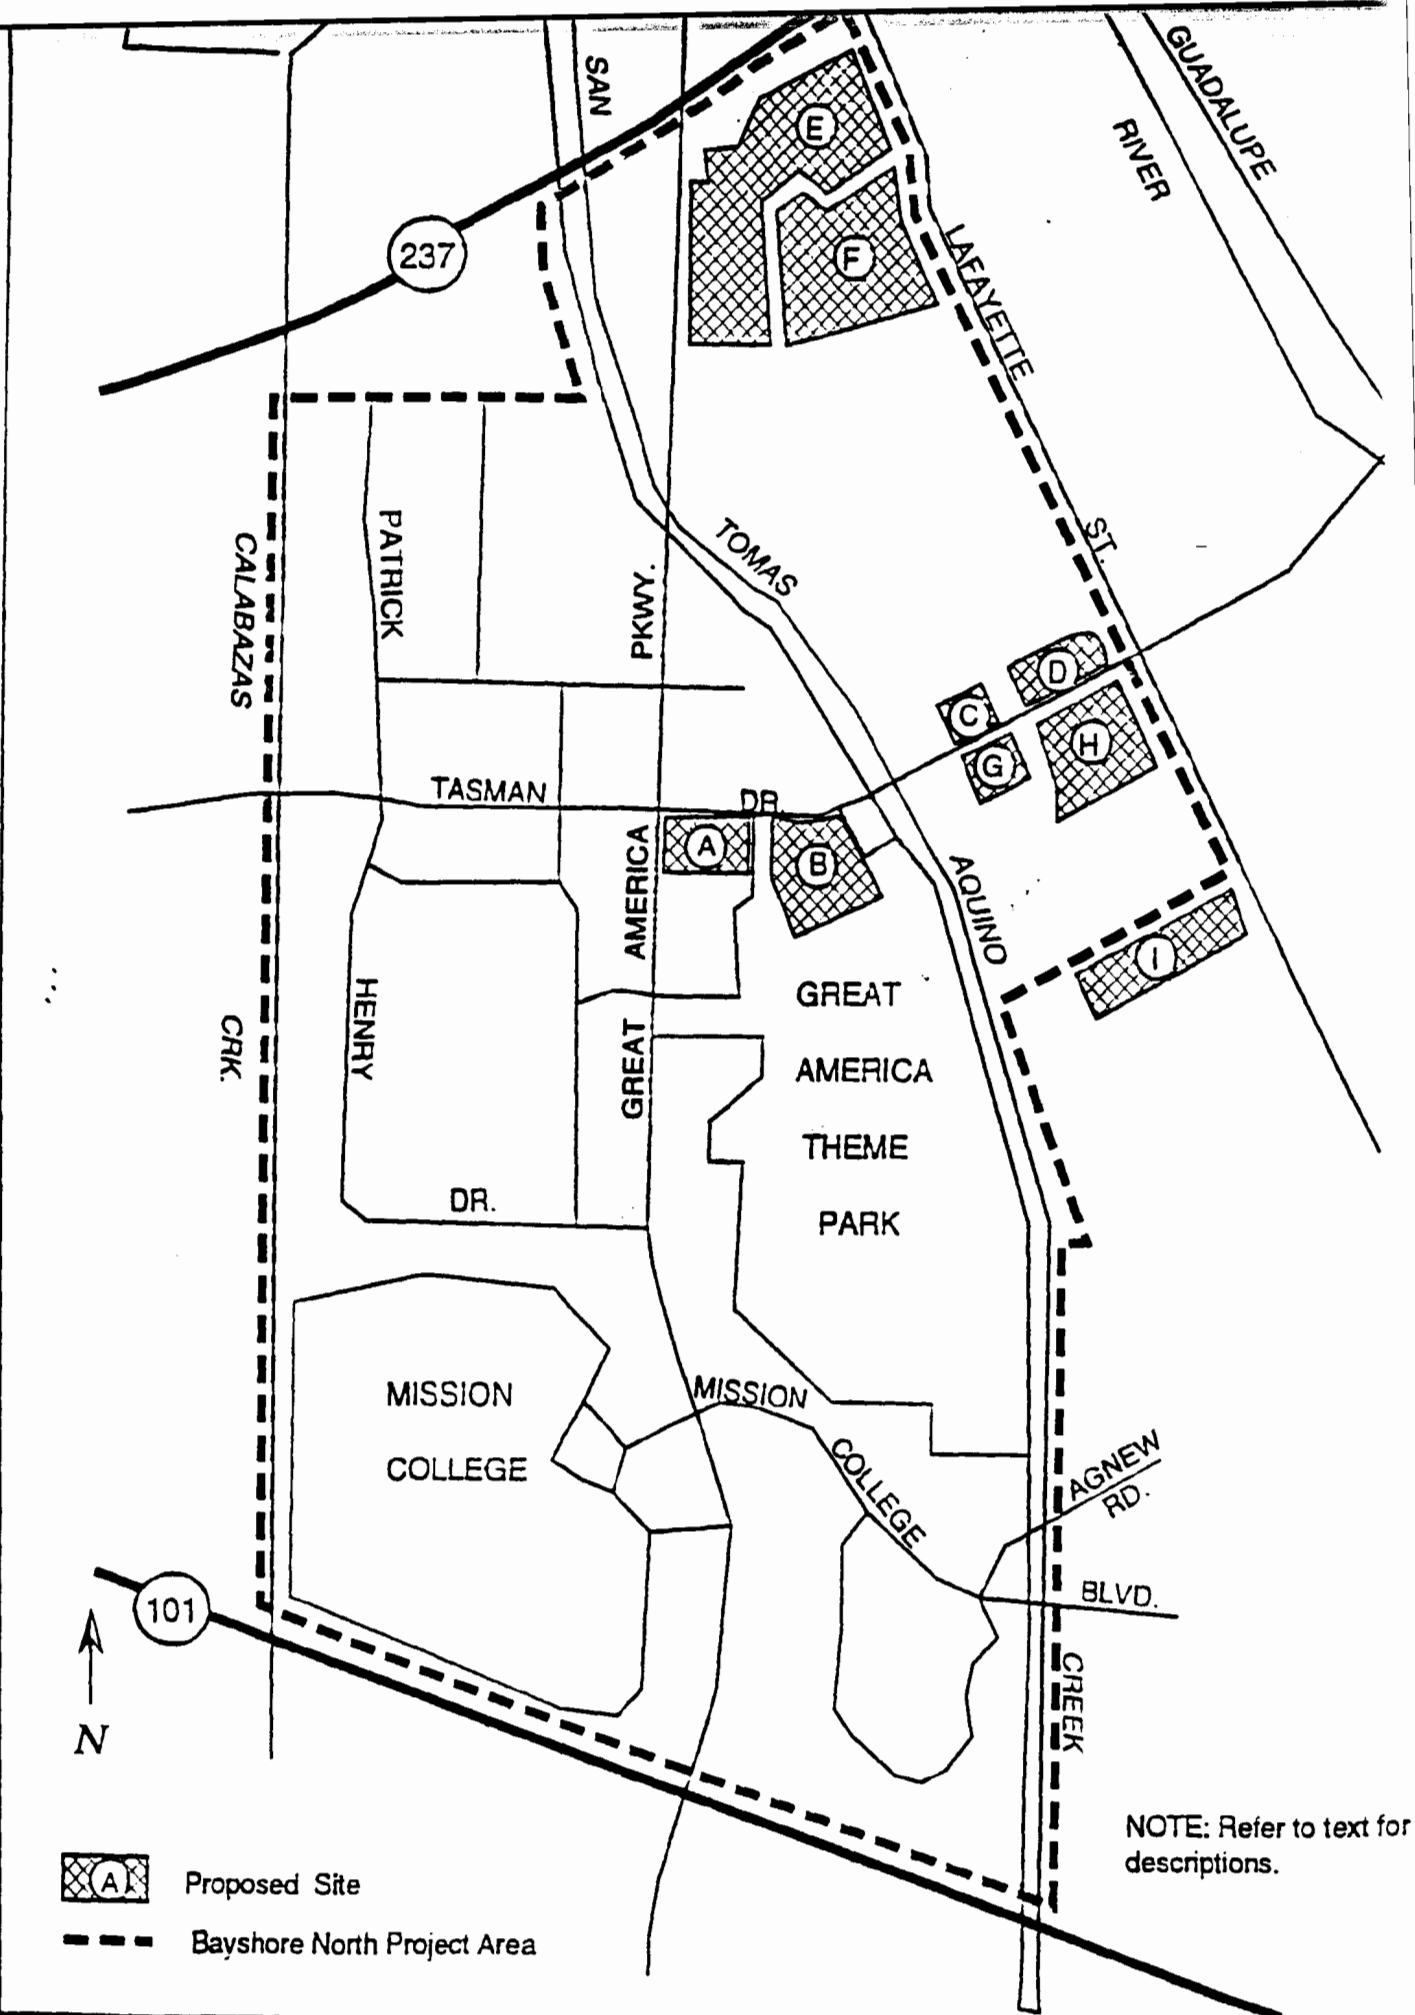 SAN
GUADALUPE
RIVER
E
237
F
LAFAYETTE
PATRICK
TOMAS
ST.
CALABAZAS
PKWY.
D
C
H
G
TASMAN
DR.
A
B
AMERICA
AQUINO
I
HENRY
CRK.
GREAT
GREAT
AMERICA
THEME
PARK
DR.
MISSION
COLLEGE
MISSION
COLLEGE
AGNEW
RD.
BLVD.
101
CREEK
N
NOTE: Refer to text for
descriptions.
A Proposed Site
Bayshore North Project Area